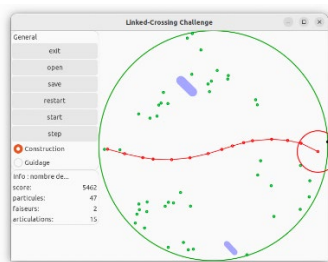 Linked-Crossing Challenge
General
exit
open
save
restart
start
step
Construction
Guidage
Info : nombre de...
score: 5462
particules: 47
faiseurs: 2
articulations: 15